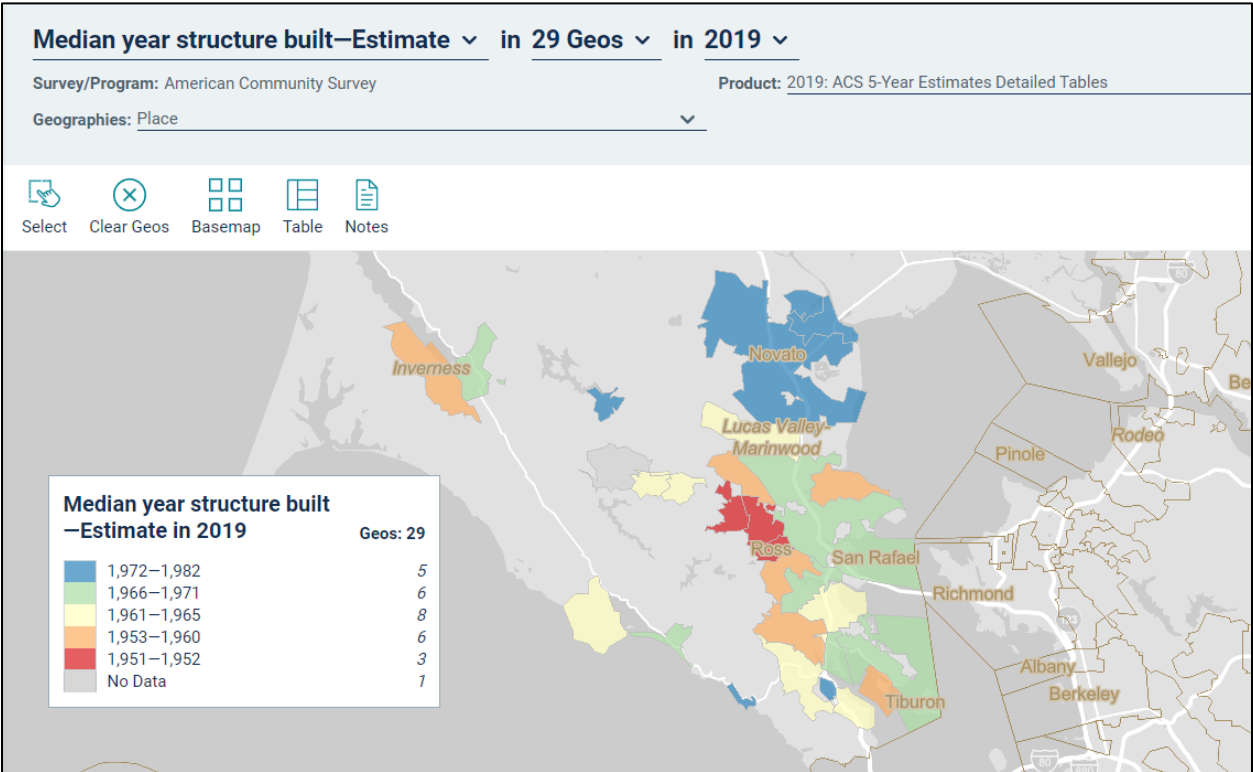 Median year structure built—Estimate in 29 Geos in 2019
Survey/Program: American Community Survey
Product: 2019: ACS 5-Year Estimates Detailed Tables
Geographies: Place
Select Clear Geos Basemap Table Notes
80
Novato
Vallejo
Inverness
Be
Lucas Valley-
Marinwood
Rodeo
Pinole
Median year structure built
—Estimate in 2019 Geos: 29
1,972—1,982 5
1,966—1,971 6
1,961—1,965 8
1,953—1,960 6
1,951—1,952 3
No Data 1
Ross
San Rafael
Richmond
123
Albany
Berkeley
Tiburon
80